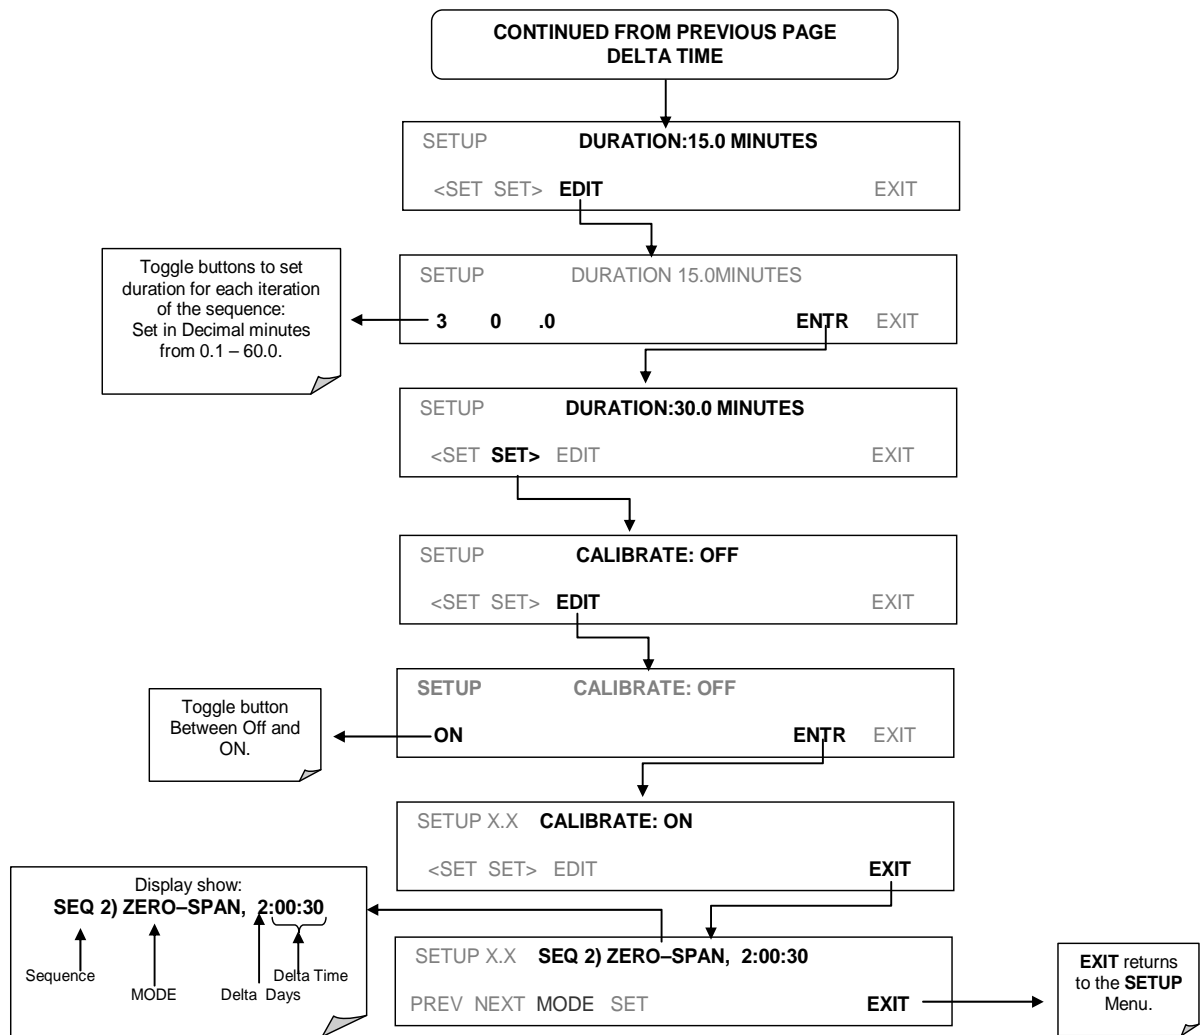 CONTINUED FROM PREVIOUS PAGE
DELTA TIME
SETUP DURATION:15.0 MINUTES
<SET SET> EDIT EXIT
Toggle buttons to set
duration for each iteration
of the sequence:
Set in Decimal minutes
from 0.1 – 60.0.
SETUP DURATION 15.0MINUTES
3 0 .0 ENTR EXIT
SETUP DURATION:30.0 MINUTES
<SET SET> EDIT EXIT
SETUP CALIBRATE: OFF
<SET SET> EDIT EXIT
Toggle button
Between Off and
ON.
SETUP CALIBRATE: OFF
ON ENTR EXIT
SETUP X.X CALIBRATE: ON
<SET SET> EDIT EXIT
Display show:
SEQ 2) ZERO–SPAN, 2:00:30
Sequence
MODE
Delta Days
Delta Time
SETUP X.X SEQ 2) ZERO–SPAN, 2:00:30
PREV NEXT MODE SET EXIT
EXIT returns
to the SETUP
Menu.